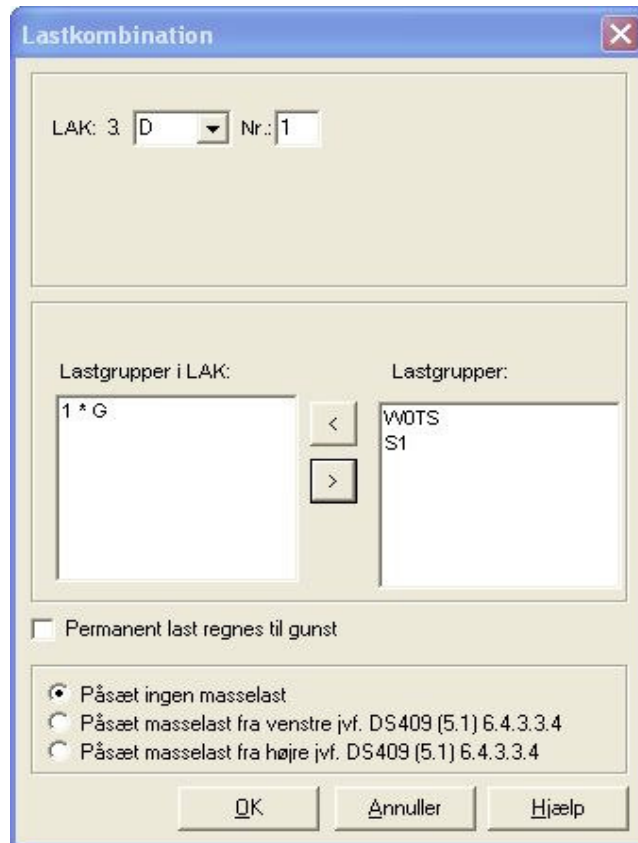 Lastkombination
LAK: 3. D Nr.: 1
Lastgrupper i LAK: Lastgrupper:
1 * G
<
W0TS
S1
>
Permanent last regnes til gunst
Påsæt ingen masselast
Påsæt masselast fra venstre jvf. DS409 (5.1) 6.4.3.3.4
Påsæt masselast fra højre jvf. DS409 (5.1) 6.4.3.3.4
OK Annuller Hjælp